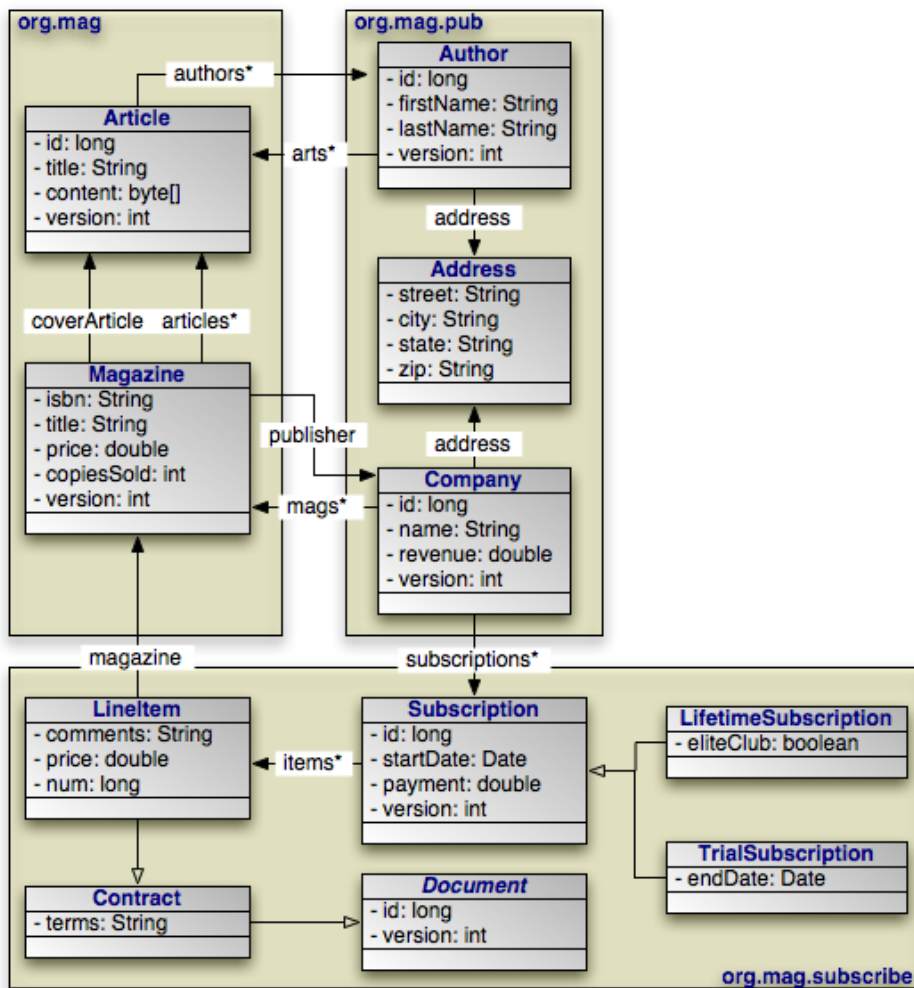 org.mag
org.mag.pub
Author
- id: long
- firstName: String
- lastName: String
- version: int
authors*
Article
- id: long
- title: String
- content: byte[]
- version: int
arts*
address
Address
- street: String
- city: String
- state: String
- zip: String
coverArticle
articles*
Magazine
- isbn: String
- title: String
- price: double
- copiesSold: int
- version: int
publisher
address
Company
- id: long
- name: String
- revenue: double
- version: int
mags*
magazine
subscriptions*
LineItem
- comments: String
- price: double
- num: long
items*
Subscription
- id: long
- startDate: Date
- payment: double
- version: int
LifetimeSubscription
- eliteClub: boolean
TrialSubscription
- endDate: Date
Contract
- terms: String
Document
- id: long
- version: int
org.mag.subscribe